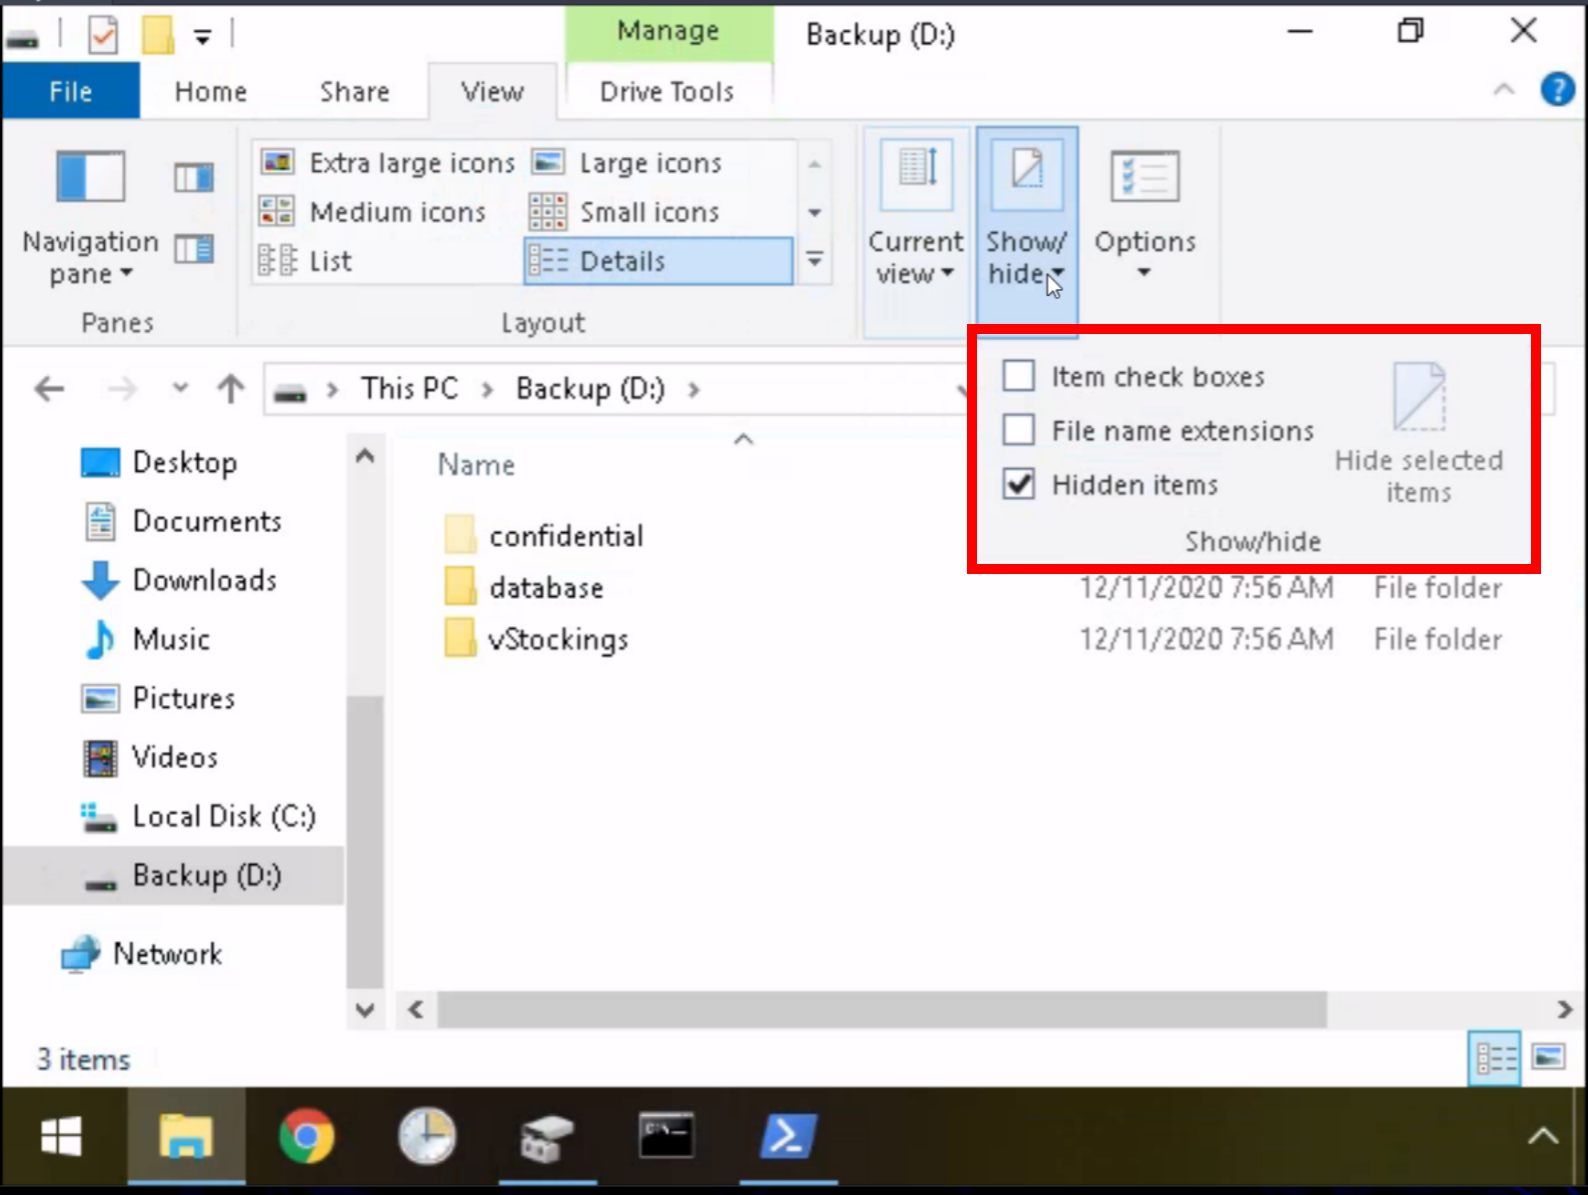 Manage
Backup (D:)
File Home Share View Drive Tools
Navigation pane
Panes
Extra large icons Large icons
Medium icons Small icons
List Details
Layout
Current view
Show/ hide
Options
This PC Backup (D:)
Item check boxes
File name extensions
Hidden items
Hide selected items
Show/hide
Desktop
Documents
Downloads
Music
Pictures
Videos
Local Disk (C:)
Backup (D:)
Network
Name
confidential
database 12/11/2020 7:56 AM File folder
vStockings 12/11/2020 7:56 AM File folder
3 items